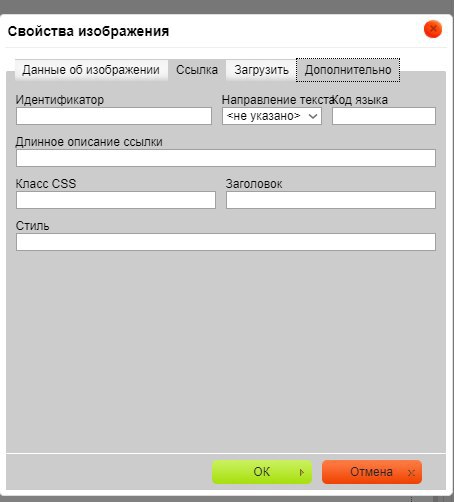 Свойства изображения
Данные об изображении Ссылка Загрузить Дополнительно
Идентификатор Направление текста Код языка
<не указано>
Длинное описание ссылки
Класс CSS Заголовок
Стиль
ОК Отмена